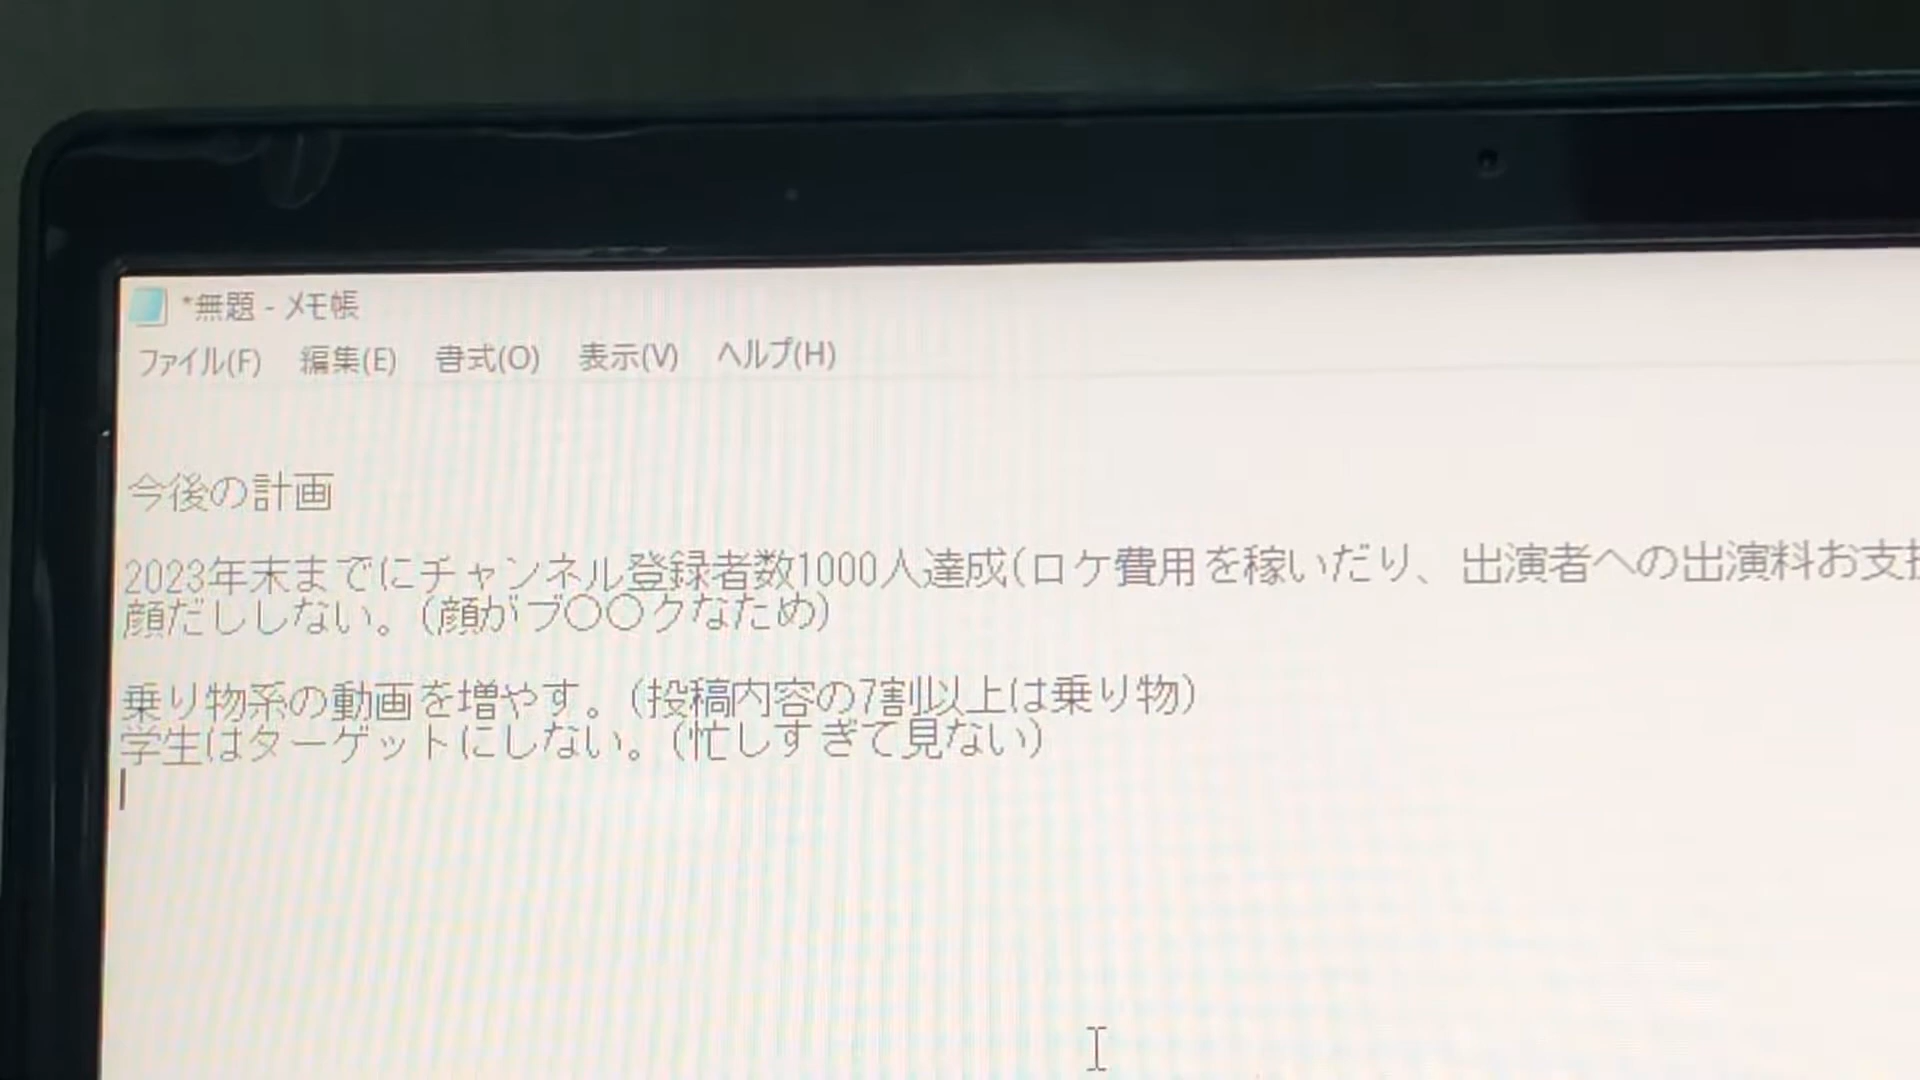 *無題 - メモ帳
ファイル(F) 編集(E) 書式(O) 表示(V) ヘルプ(H)
今後の計画
2023年末までにチャンネル登録者数1000人達成(ロケ費用を稼いだり、出演者への出演料お支
顔だししない。(顔がブ〇〇クなため)
乗り物系の動画を増やす。(投稿内容の7割以上は乗り物)
学生はターゲットにしない。(忙しすぎて見ない)